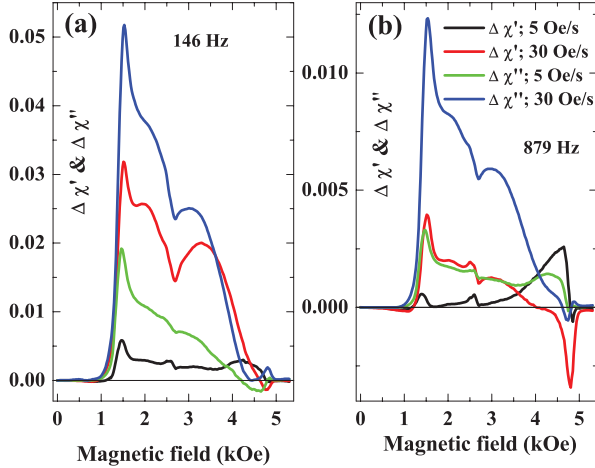 (a)
146 Hz
Δ χ' & Δ χ''
0.05
0.04
0.03
0.02
0.01
0.00
0 1 2 3 4 5
Magnetic field (kOe)
(b)
Δ χ'; 5 Oe/s
Δ χ'; 30 Oe/s
Δ χ''; 5 Oe/s
Δ χ''; 30 Oe/s
879 Hz
Δ χ' & Δ χ''
0.010
0.005
0.000
0 1 2 3 4 5
Magnetic field (kOe)